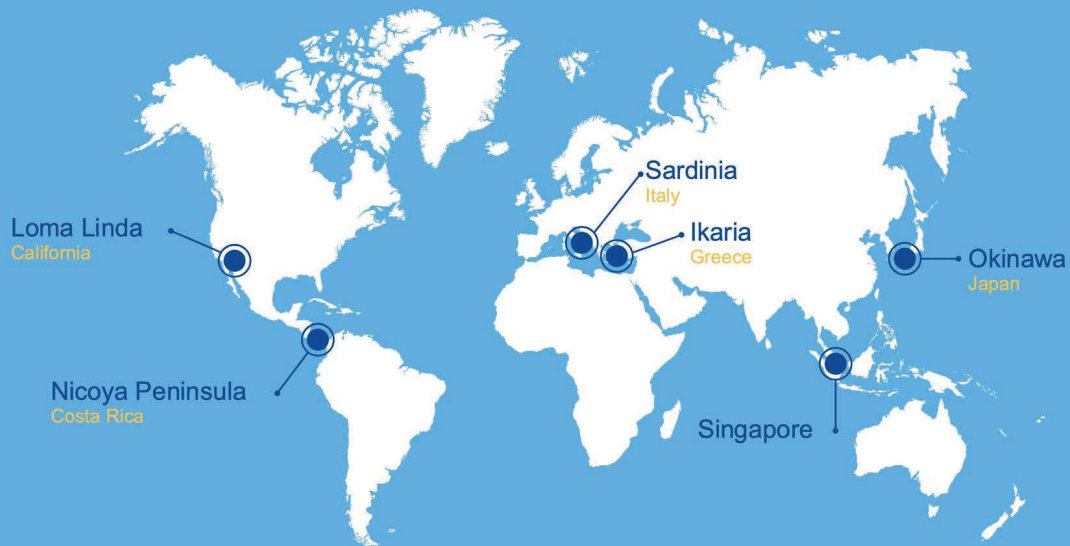 Sardinia
Italy
Loma Linda
California
Ikaria
Greece
Okinawa
Japan
Nicoya Peninsula
Costa Rica
Singapore